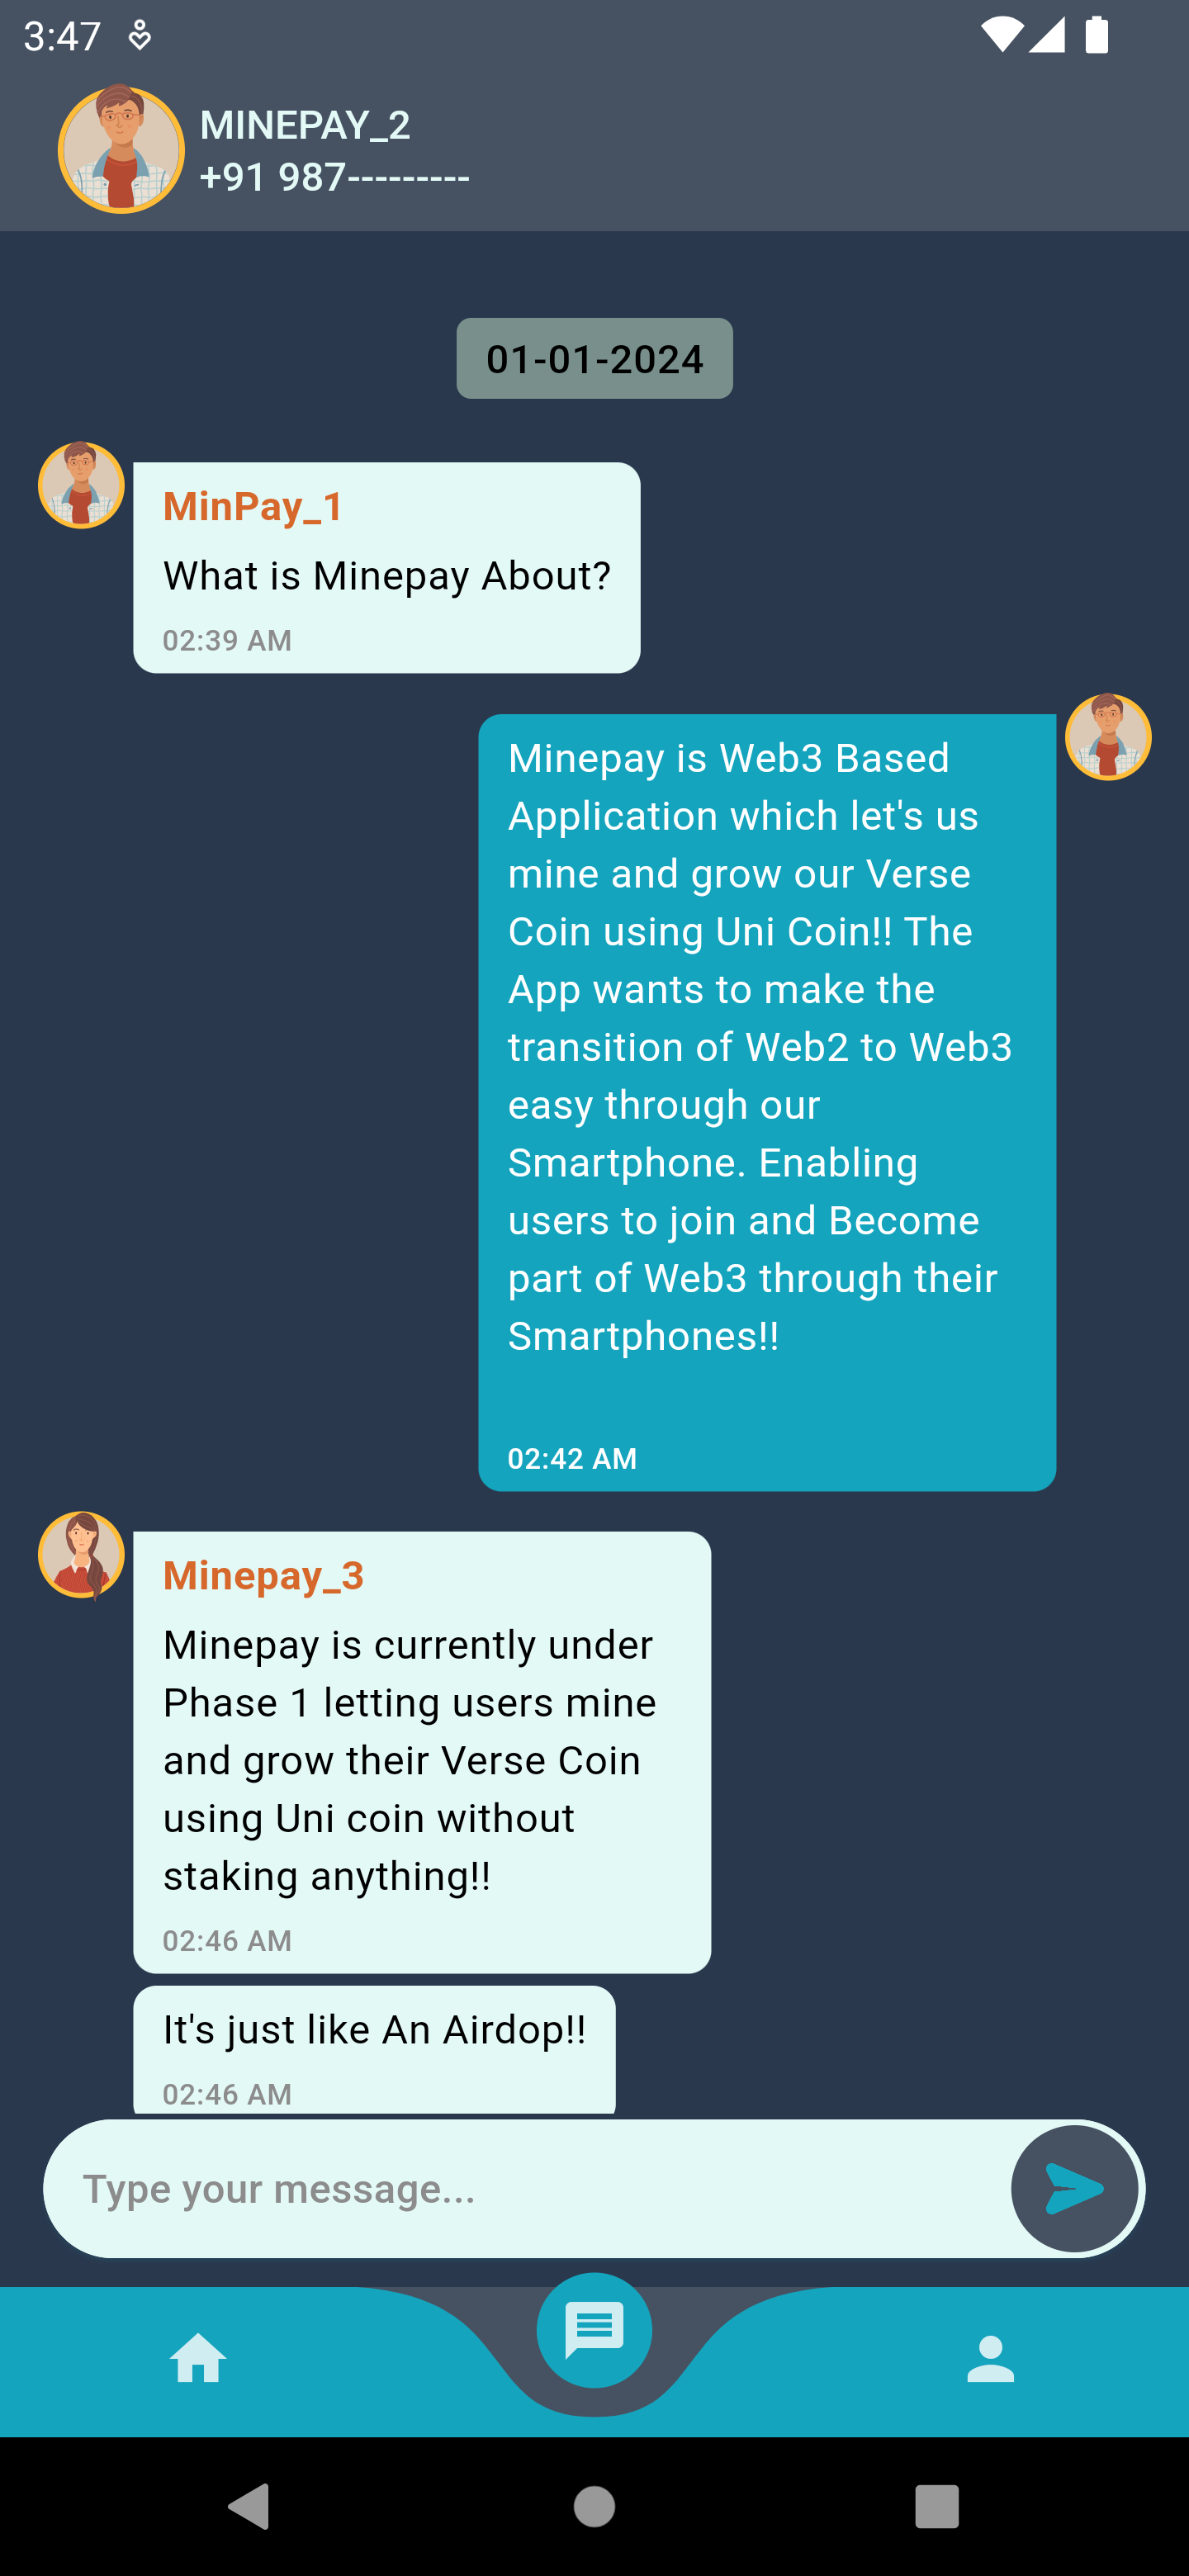 3:47
MINEPAY_2
+91 987---------
01-01-2024
MinPay_1
What is Minepay About?
02:39 AM
Minepay is Web3 Based
Application which let's us
mine and grow our Verse
Coin using Uni Coin!! The
App wants to make the
transition of Web2 to Web3
easy through our
Smartphone. Enabling
users to join and Become
part of Web3 through their
Smartphones!!
02:42 AM
Minepay_3
Minepay is currently under
Phase 1 letting users mine
and grow their Verse Coin
using Uni coin without
staking anything!!
02:46 AM
It's just like An Airdop!!
02:46 AM
Type your message...